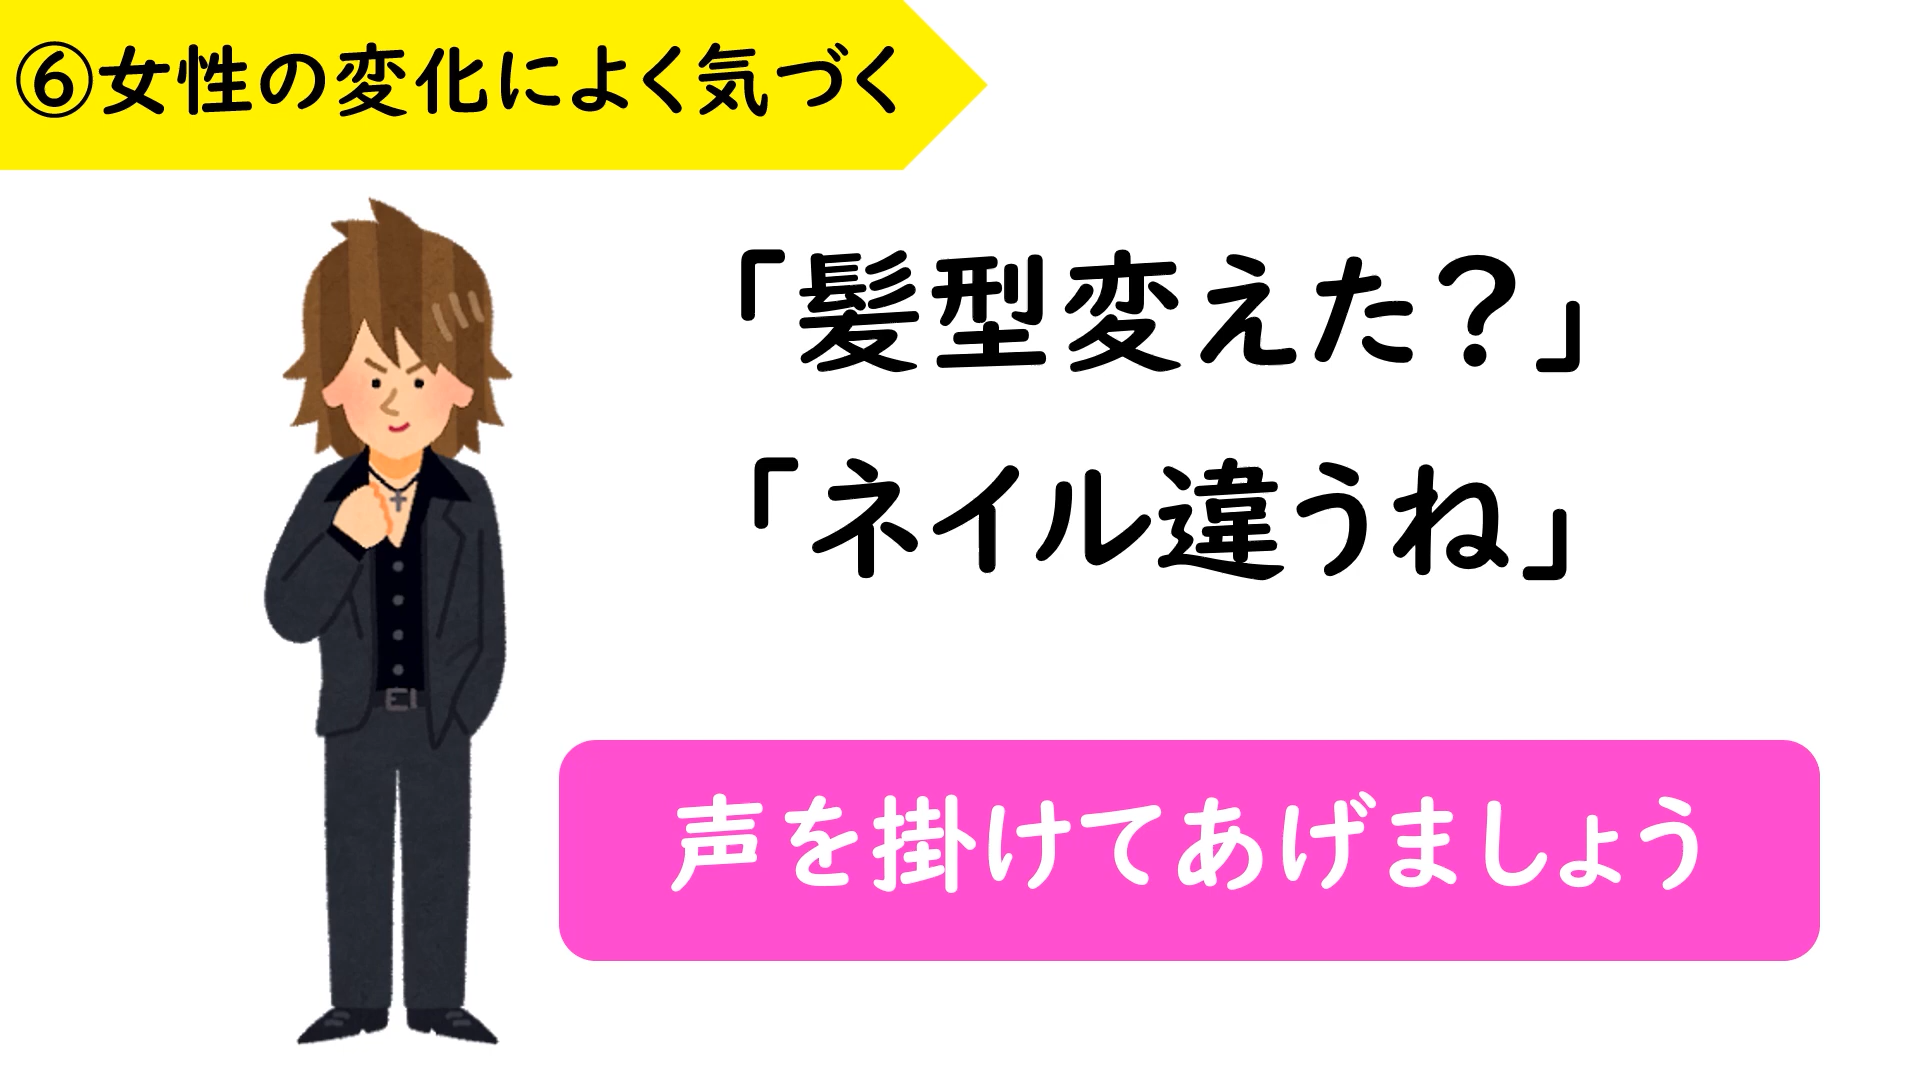 ⑥女性の変化によく気づく
「髪型変えた？」
「ネイル違うね」
声を掛けてあげましょう